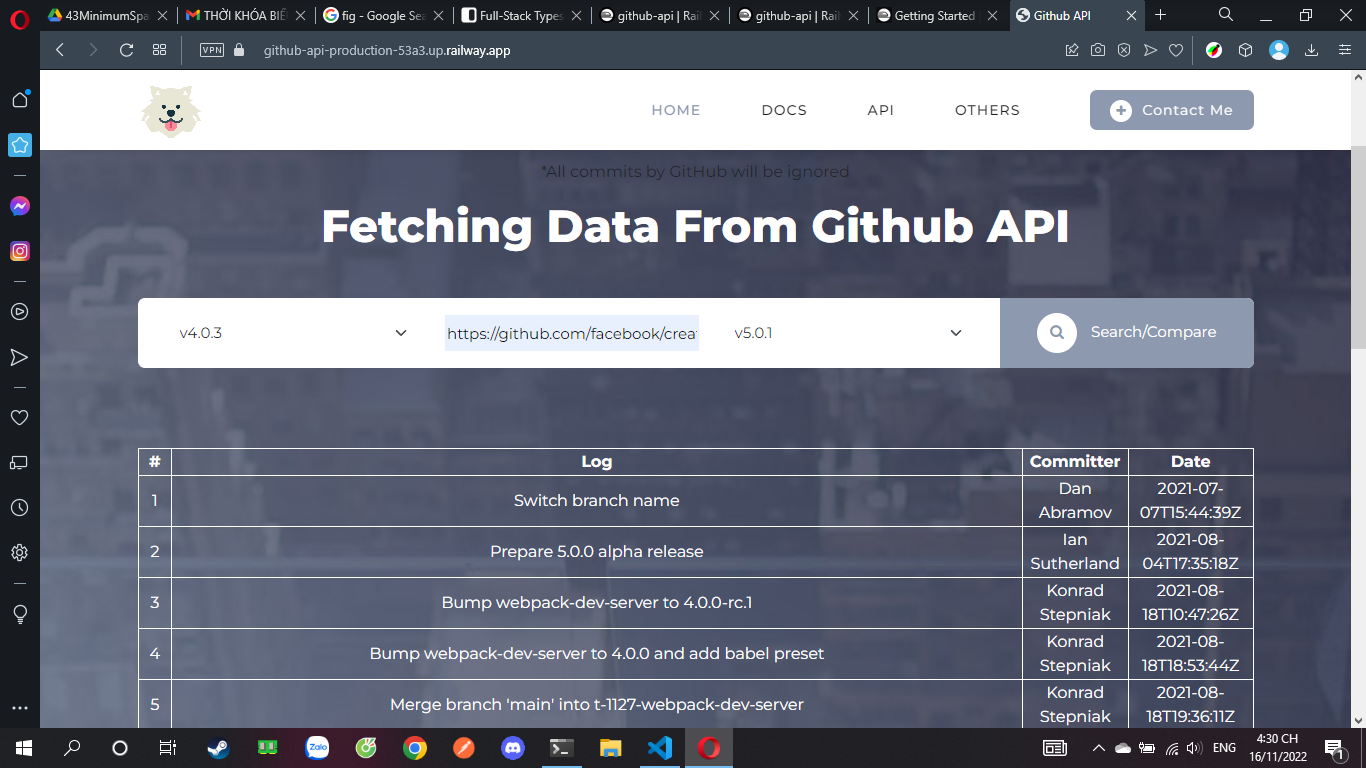 43MinimumSpa
THỜI KHÓA BIỂ
fig - Google Sea
Full-Stack Types
github-api | Rail
github-api | Rail
Getting Started
Github API
VPN
github-api-production-53a3.up.railway.app
HOME
DOCS
API
OTHERS
Contact Me
*All commits by GitHub will be ignored
Fetching Data From Github API
v4.0.3
https://github.com/facebook/crea
v5.0.1
Search/Compare
# Log Committer Date
1 Switch branch name Dan Abramov 2021-07-07T15:44:39Z
2 Prepare 5.0.0 alpha release Ian Sutherland 2021-08-04T17:35:18Z
3 Bump webpack-dev-server to 4.0.0-rc.1 Konrad Stepniak 2021-08-18T10:47:26Z
4 Bump webpack-dev-server to 4.0.0 and add babel preset Konrad Stepniak 2021-08-18T18:53:44Z
5 Merge branch 'main' into t-1127-webpack-dev-server Konrad Stepniak 2021-08-18T19:36:11Z
Zalo
ENG
4:30 CH
16/11/2022
1